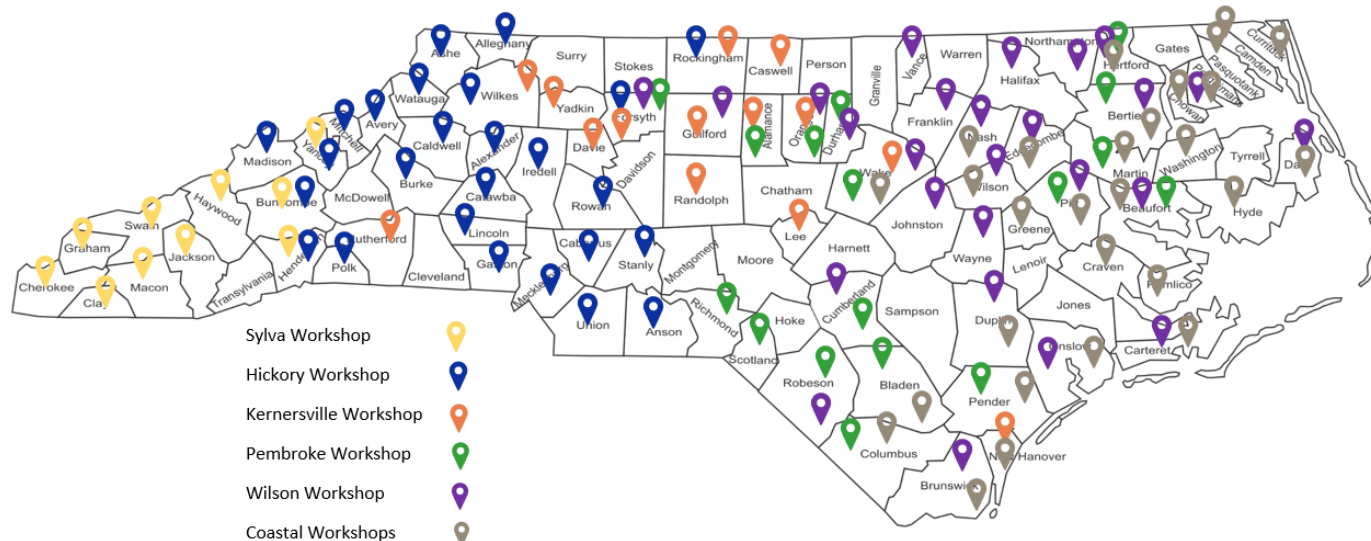 Ashe
Alleghany
Surry
Stokes
Rockingham
Caswell
Person
Granville
Vance
Warren
Northampton
Halifax
Hertford
Gates
Currituck
Camden
Pasquotank
Chowan
Watauga
Wilkes
Yadkin
Forsyth
Guilford
Alamance
Orange
Durham
Franklin
Nash
Edgecombe
Bertie
Avery
Mitchell
Caldwell
Alexander
Iredell
Davie
Davidson
Randolph
Chatham
Wake
Wilson
Martin
Washington
Tyrrell
Madison
Burke
McDowell
Catawba
Rowan
Johnston
Greene
Beaufort
Hyde
Haywood
Buncombe
Swain
Graham
Jackson
Rutherford
Lincoln
Lee
Harnett
Wayne
Lenoir
Craven
Cherokee
Clay
Macon
Transylvania
Polk
Cleveland
Gaston
Mecklenburg
Cabarrus
Stanly
Montgomery
Moore
Cumberland
Sampson
Duplin
Jones
Pamlico
Union
Anson
Richmond
Hoke
Scotland
Robeson
Bladen
Pender
Onslow
Carteret
Columbus
Brunswick
New Hanover
Sylva Workshop
Hickory Workshop
Kernersville Workshop
Pembroke Workshop
Wilson Workshop
Coastal Workshops